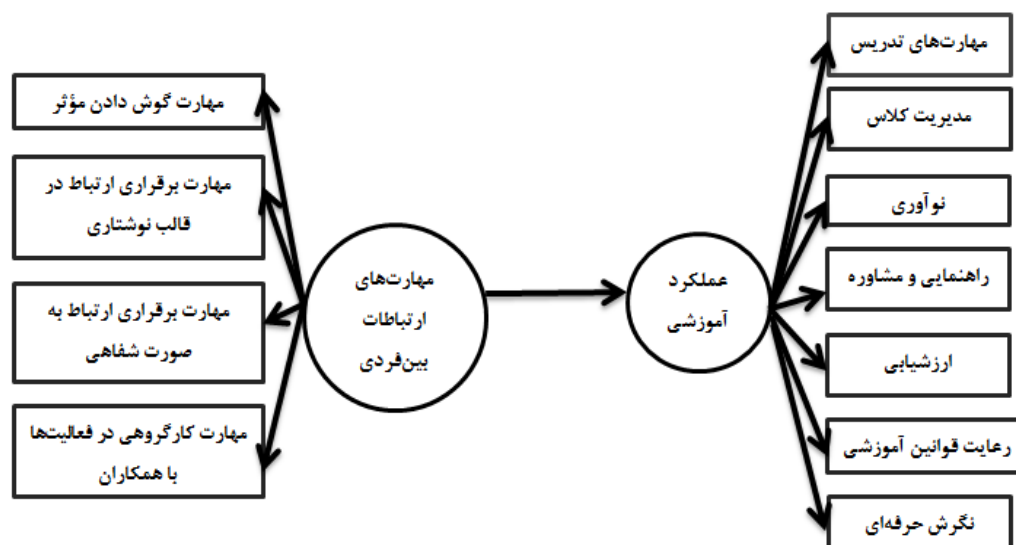 مهارت‌های تدریس
مدیریت کلاس
نوآوری
راهنمایی و مشاوره
ارزشیابی
رعایت قوانین آموزشی
نگرش حرفه‌ای
عملکرد
آموزشی
مهارت‌های
ارتباطات
بین‌فردی
مهارت گوش دادن مؤثر
مهارت برقراری ارتباط در
قالب نوشتاری
مهارت برقراری ارتباط به
صورت شفاهی
مهارت کارگروهی در فعالیت‌ها
با همکاران